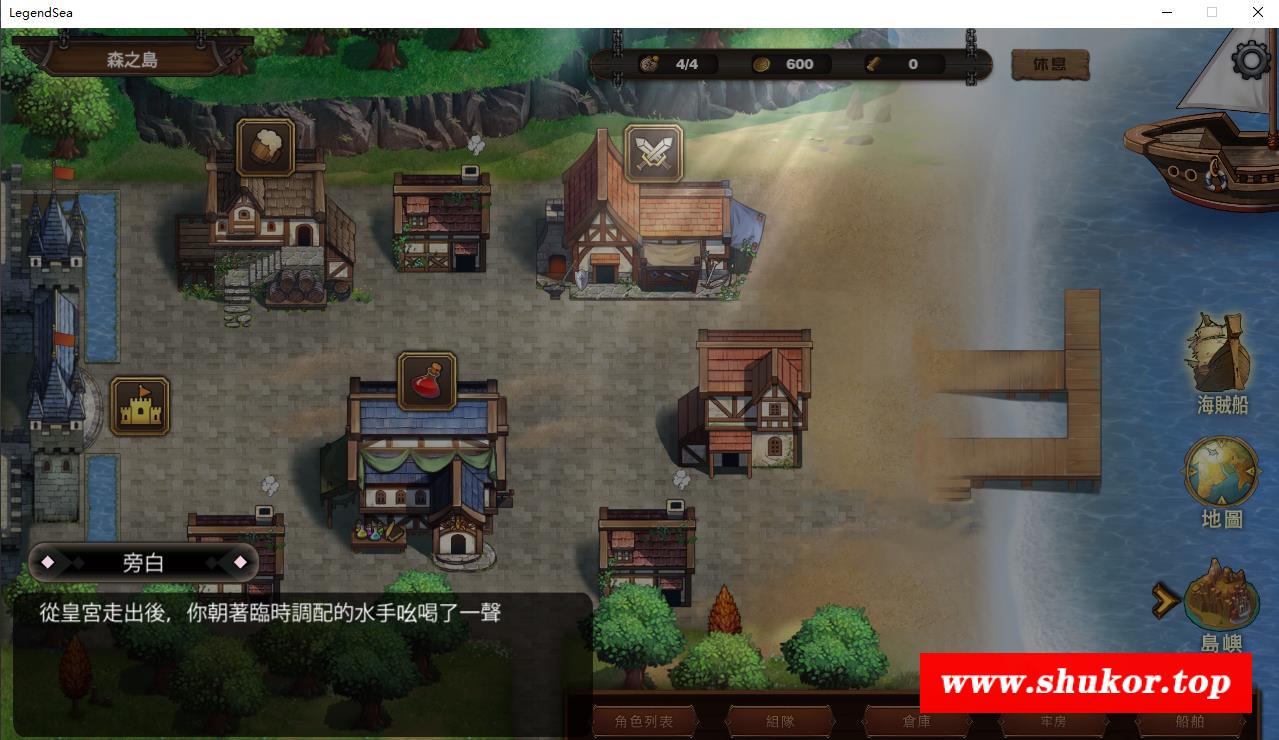 LegendSea
森之島
4/4
600
0
休息
海賊船
地圖
島嶼
旁白
從皇宮走出後，你朝著臨時調配的水手吆喝了一聲
www.shukor.top
角色列表
組隊
倉庫
牢房
船舶